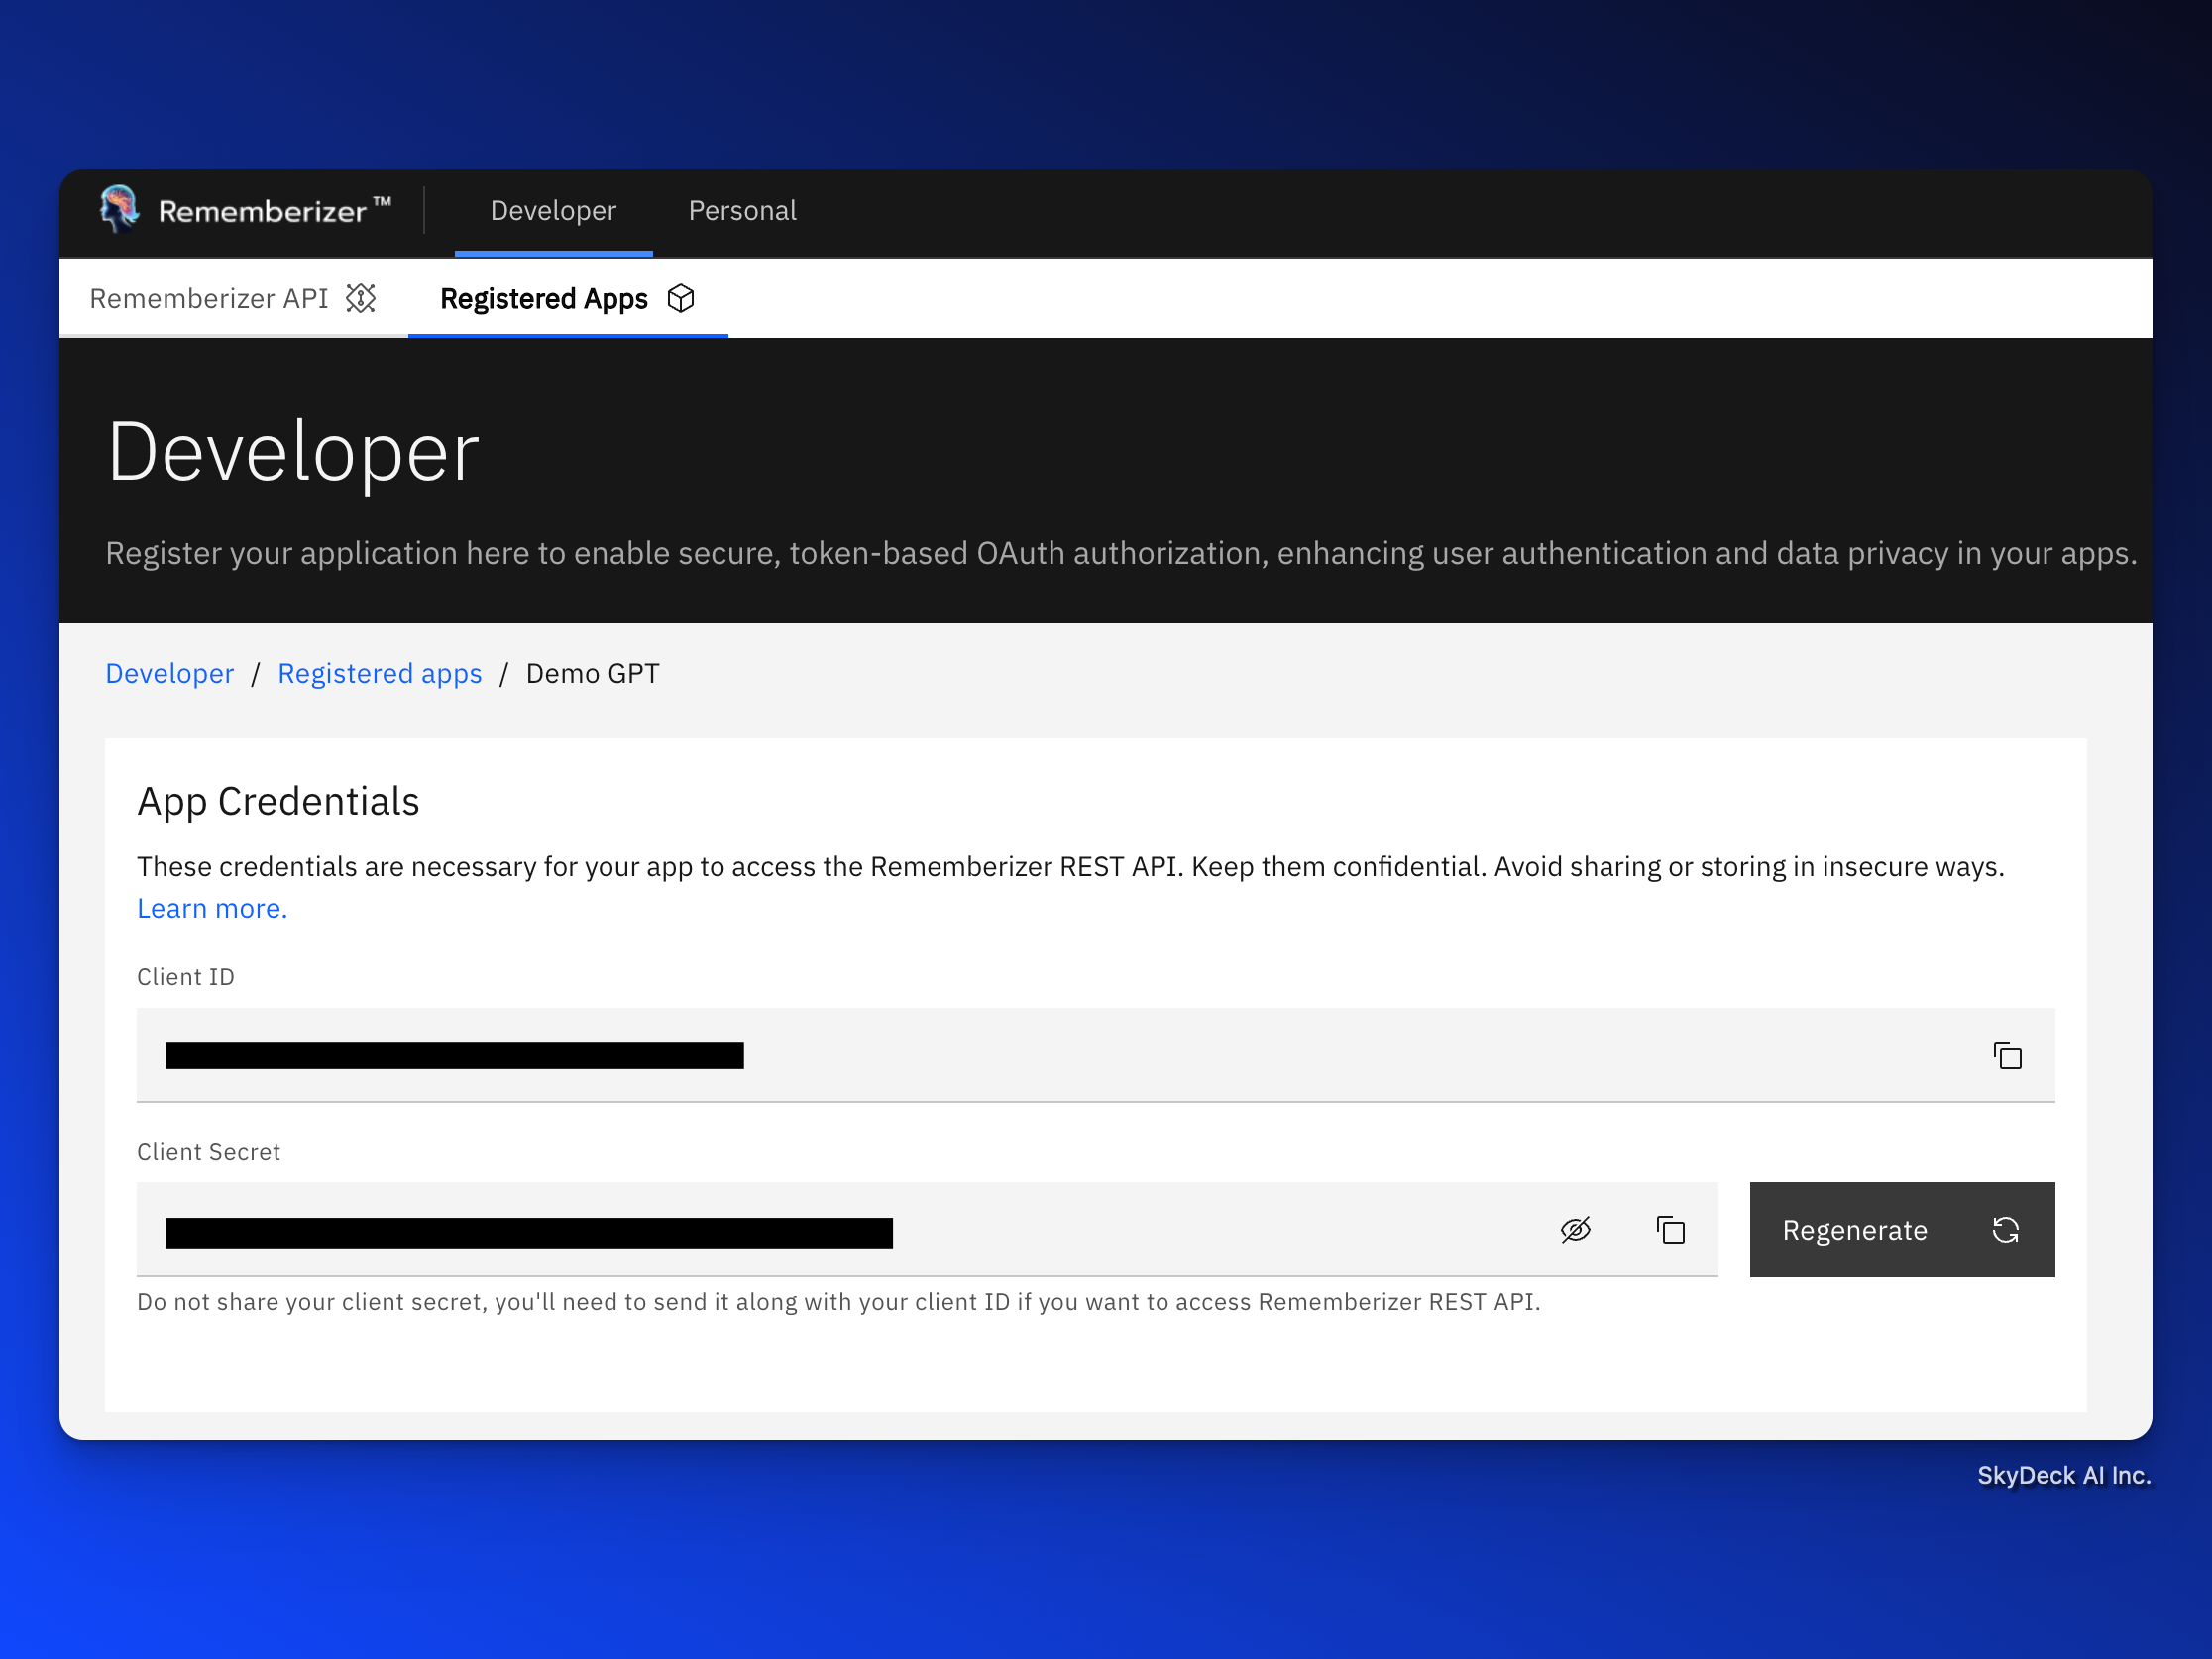 Rememberizer™
Developer
Personal
Rememberizer API
Registered Apps
Developer
Register your application here to enable secure, token-based OAuth authorization, enhancing user authentication and data privacy in your apps.
Developer / Registered apps / Demo GPT
App Credentials
These credentials are necessary for your app to access the Rememberizer REST API. Keep them confidential. Avoid sharing or storing in insecure ways.
Learn more.
Client ID
Client Secret
Regenerate
Do not share your client secret, you'll need to send it along with your client ID if you want to access Rememberizer REST API.
SkyDeck AI Inc.